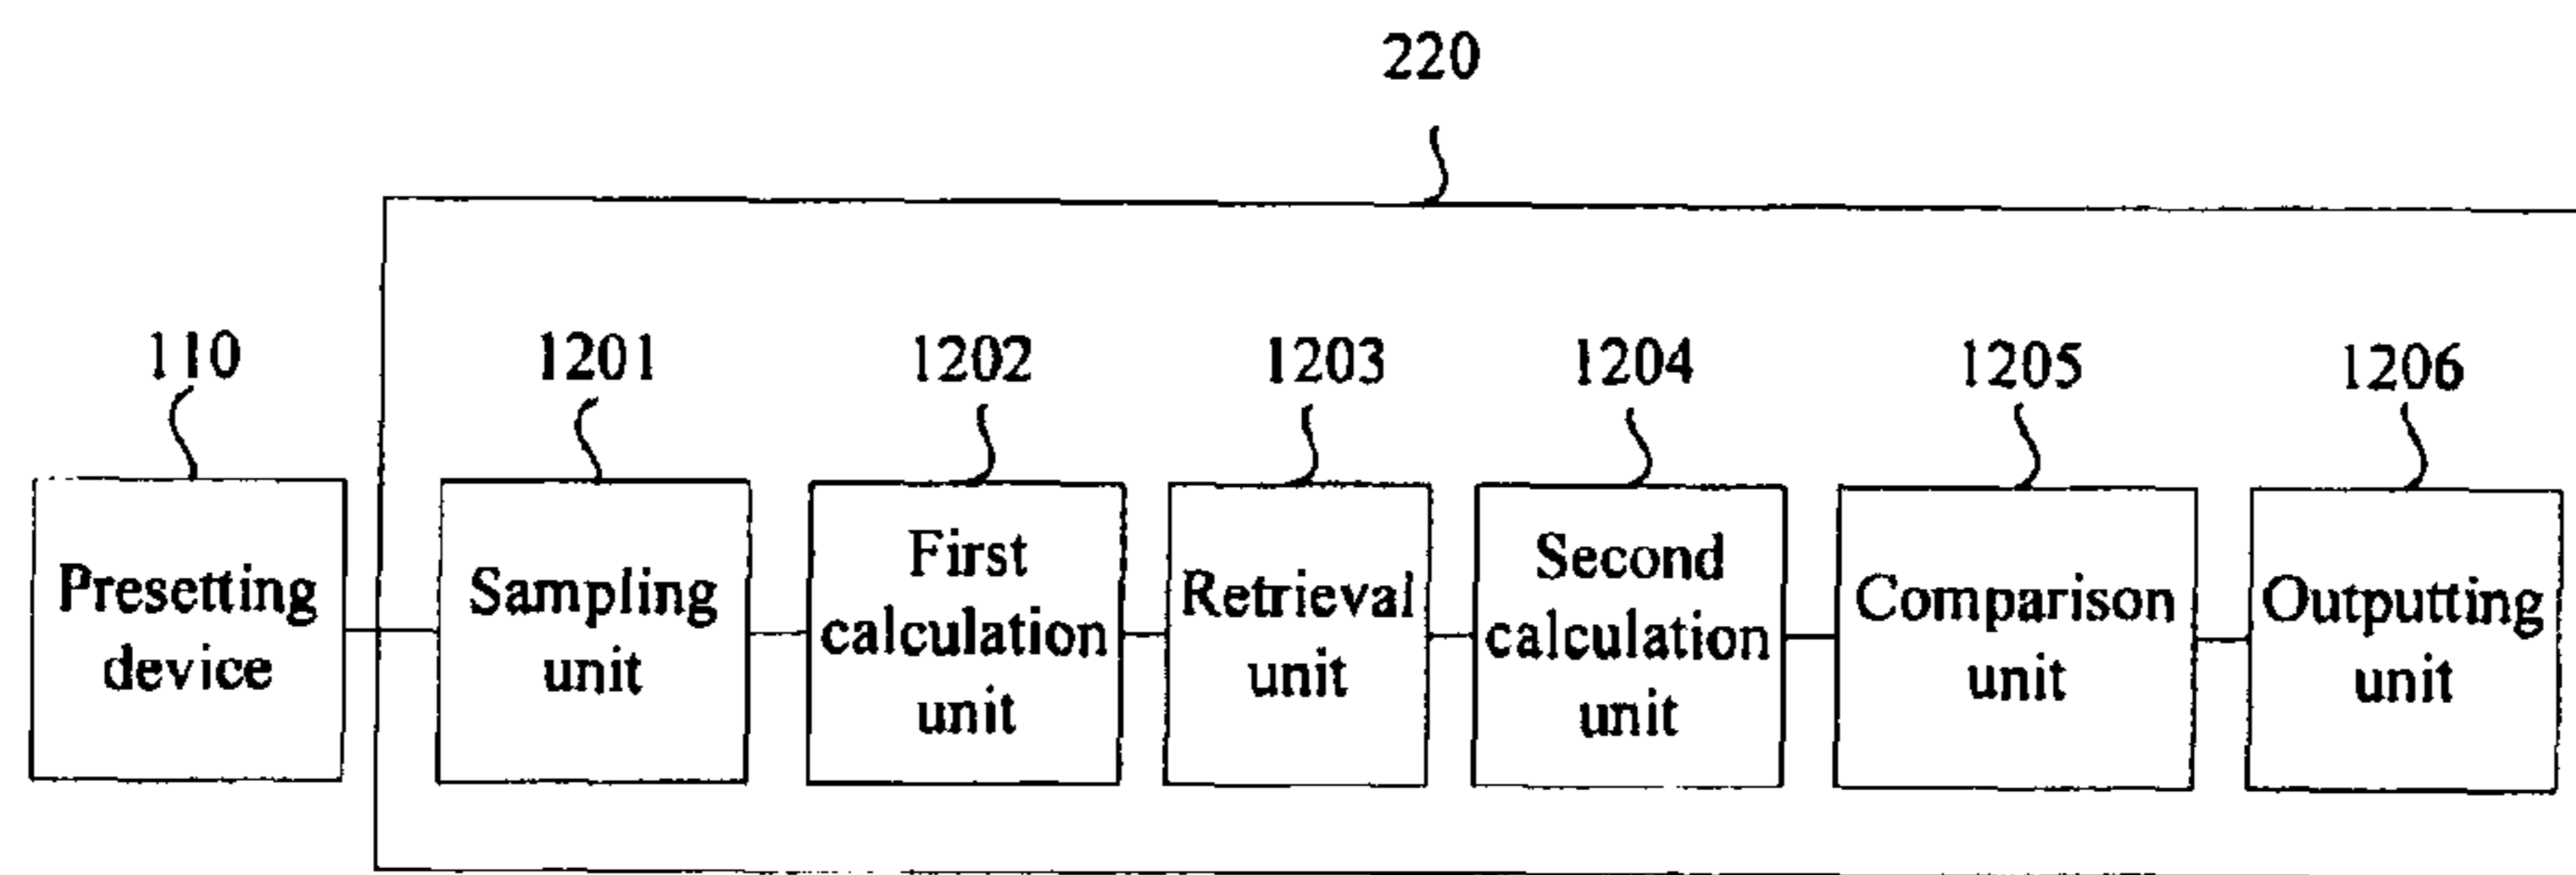 220
110
1201
1202
1203
1204
1205
1206
Presetting
device
Sampling
unit
First
calculation
unit
Retrieval
unit
Second
calculation
unit
Comparison
unit
Outputting
unit